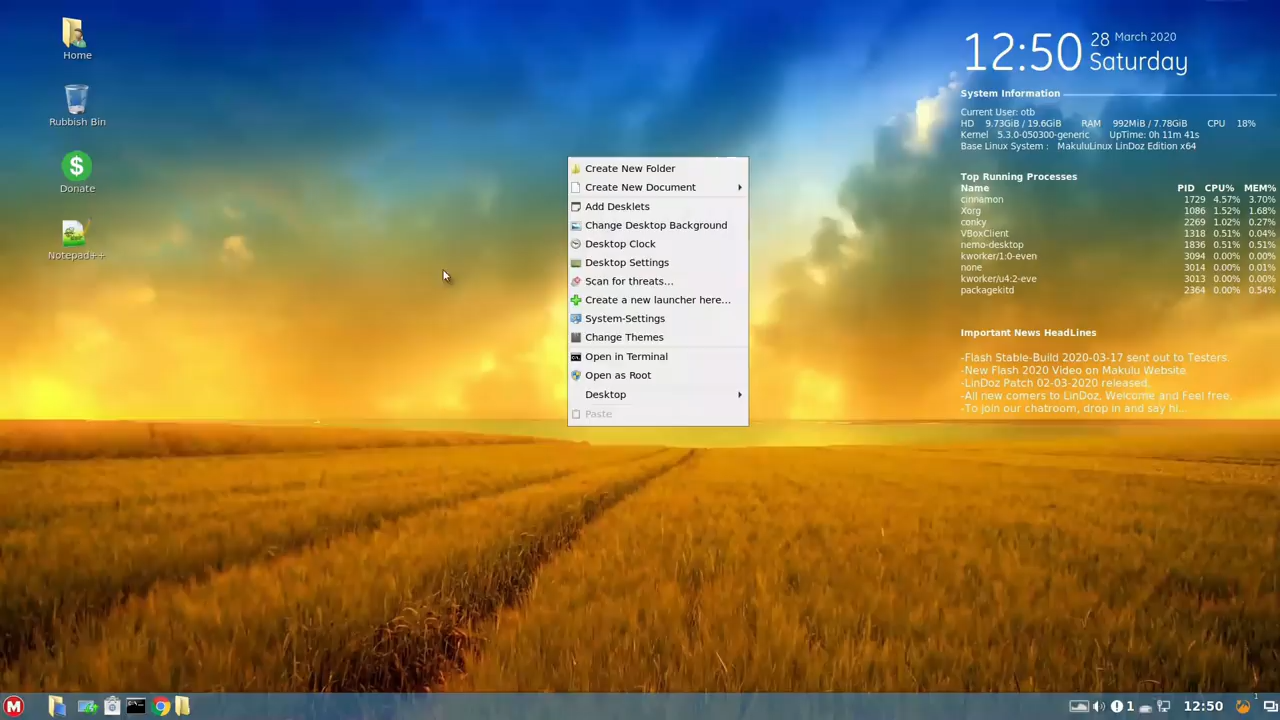 Home
Rubbish Bin
Donate
Notepad++
Create New Folder
Create New Document
Add Desklets
Change Desktop Background
Desktop Clock
Desktop Settings
Scan for threats...
Create a new launcher here...
System-Settings
Change Themes
Open in Terminal
Open as Root
Desktop
Paste
12:50 28 March 2020
Saturday
System Information
Current User: otb
HD 9.73GiB / 19.6GiB RAM 992MiB / 7.78GiB CPU 18%
Kernel 5.3.0-050300-generic UpTime: 0h 11m 41s
Base Linux System : MakuluLinux LinDoz Edition x64
Top Running Processes
Name PID CPU% MEM%
cinnamon 1729 4.57% 3.70%
Xorg 1086 1.52% 1.68%
conky 2269 1.02% 0.27%
VBoxClient 1318 0.51% 0.04%
nemo-desktop 1836 0.51% 0.51%
kworker/1:0-even 3094 0.00% 0.00%
none 3014 0.00% 0.01%
kworker/u4:2-eve 3013 0.00% 0.00%
packagekitd 2364 0.00% 0.54%
Important News HeadLines
-Flash Stable-Build 2020-03-17 sent out to Testers.
-New Flash 2020 Video on Makulu Website.
-LinDoz Patch 02-03-2020 released.
-All new comers to LinDoz, Welcome and Feel free.
-To join our chatroom, drop in and say hi...
M
1
12:50
1